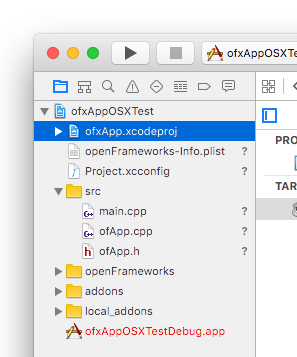 ofxAppOSXTest
ofxAppOSXTest
ofxApp.xcodeproj
openFrameworks-Info.plist ?
Project.xcconfig ?
src
main.cpp ?
ofApp.cpp ?
ofApp.h ?
openFrameworks
addons
local_addons
ofxAppOSXTestDebug.app
PRO
TAR